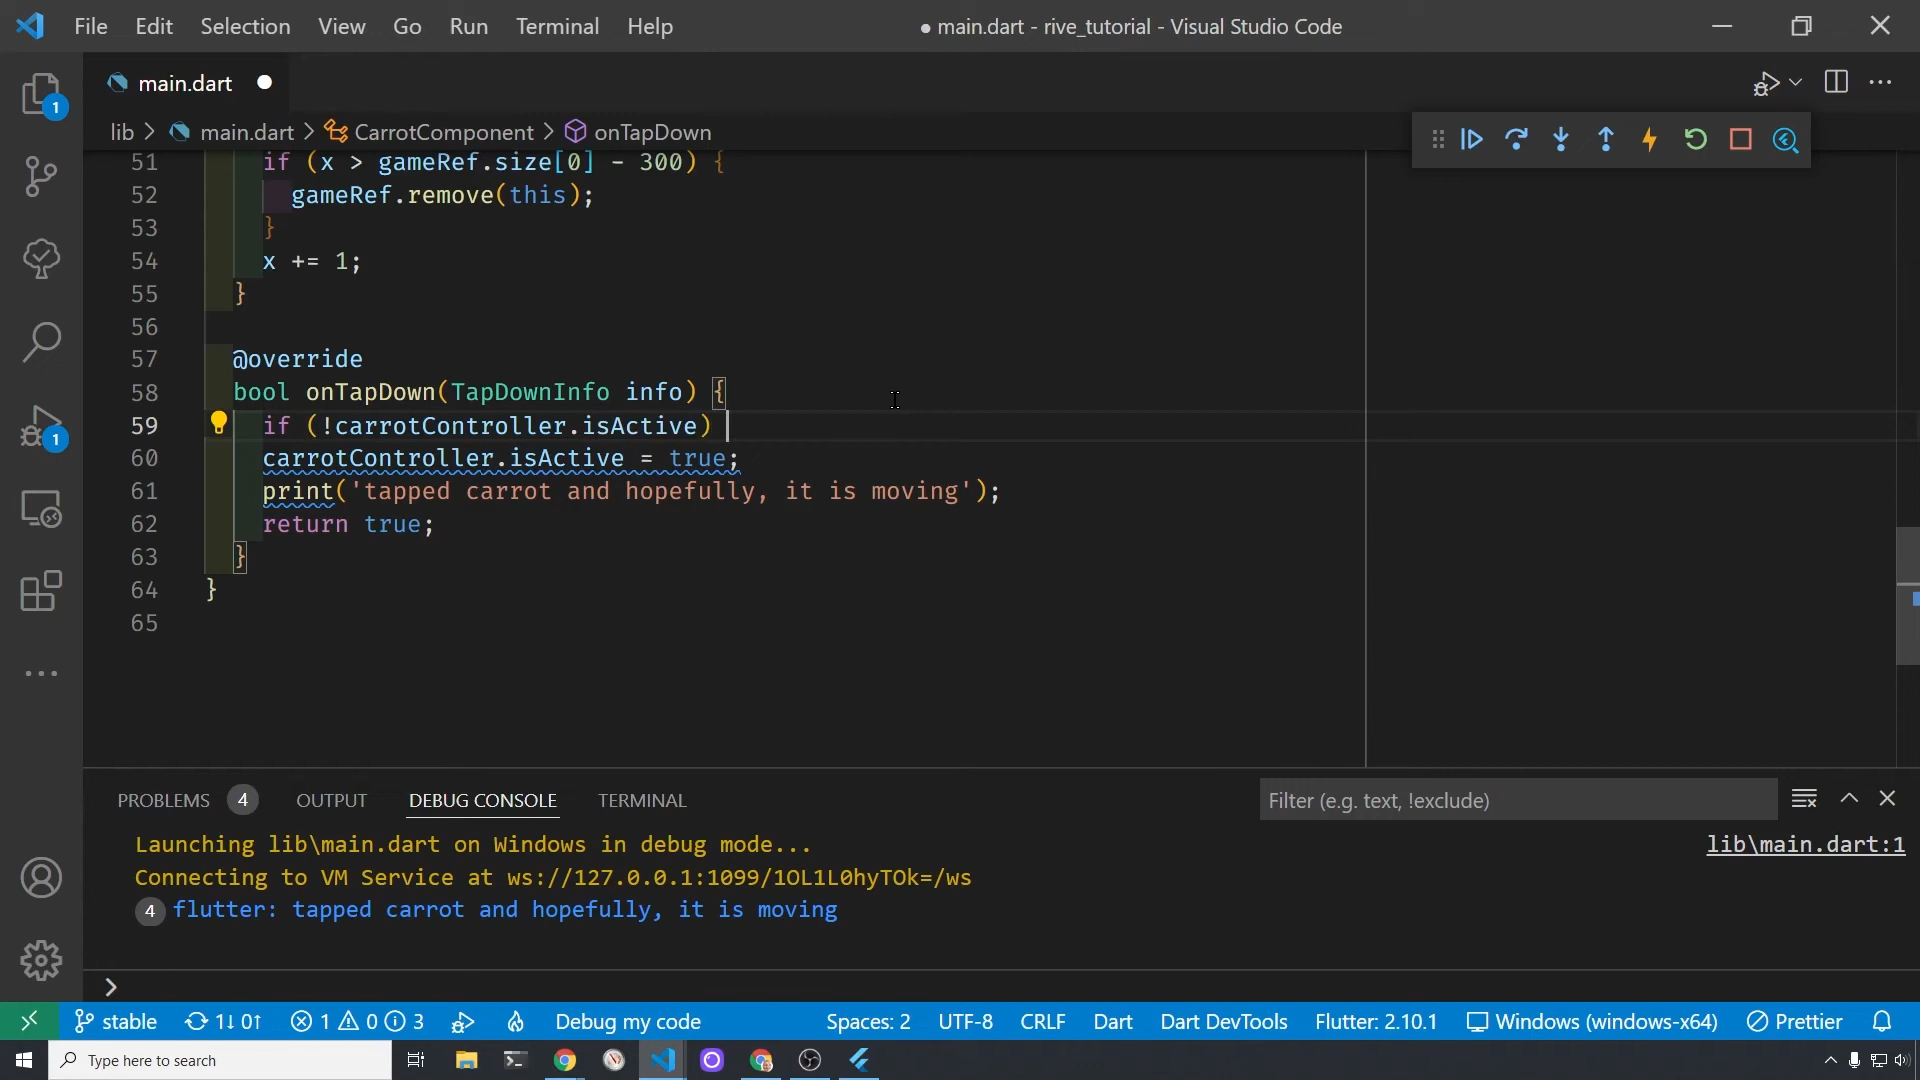 File Edit Selection View Go Run Terminal Help ● main.dart - rive_tutorial - Visual Studio Code
main.dart
lib > main.dart > CarrotComponent > onTapDown
51 if (x > gameRef.size[0] - 300) {
52 gameRef.remove(this);
53 }
54 x += 1;
55 }
56
57 @override
58 bool onTapDown(TapDownInfo info) {
59 if (!carrotController.isActive)
60 carrotController.isActive = true;
61 print('tapped carrot and hopefully, it is moving');
62 return true;
63 }
64 }
65
1
1
PROBLEMS 4 OUTPUT DEBUG CONSOLE TERMINAL Filter (e.g. text, !exclude)
Launching lib\main.dart on Windows in debug mode... lib\main.dart:1
Connecting to VM Service at ws://127.0.0.1:1099/1OL1L0hyTOk=/ws
4 flutter: tapped carrot and hopefully, it is moving
>
stable 1↓ 0↑ 1 0 3 Debug my code Spaces: 2 UTF-8 CRLF Dart Dart DevTools Flutter: 2.10.1 Windows (windows-x64) Prettier
Type here to search